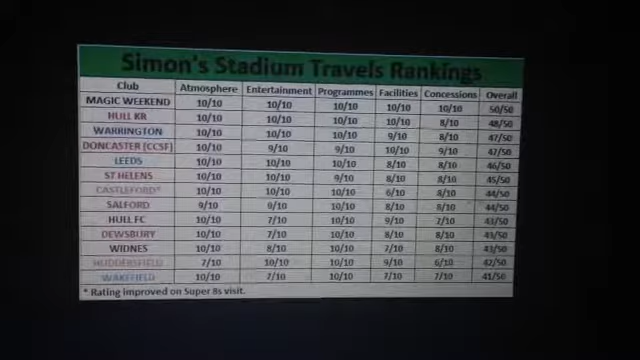 Simon's Stadium Travels Rankings
Club Atmosphere Entertainment Programmes Facilities Concessions Overall
MAGIC WEEKEND 10/10 10/10 10/10 10/10 10/10 50/50
HULL KR 10/10 10/10 10/10 10/10 8/10 48/50
WARRINGTON 10/10 10/10 10/10 9/10 8/10 47/50
DONCASTER (CCSF) 10/10 9/10 9/10 10/10 9/10 47/50
LEEDS 10/10 10/10 10/10 8/10 8/10 46/50
ST HELENS 10/10 10/10 9/10 8/10 8/10 45/50
CASTLEFORD* 10/10 10/10 10/10 6/10 8/10 44/50
SALFORD 9/10 9/10 10/10 8/10 8/10 44/50
HULL FC 10/10 7/10 10/10 9/10 7/10 43/50
DEWSBURY 10/10 7/10 10/10 8/10 8/10 43/50
WIDNES 10/10 8/10 10/10 7/10 8/10 43/50
HUDDERSFIELD 7/10 10/10 10/10 9/10 6/10 42/50
WAKEFIELD 10/10 7/10 10/10 7/10 7/10 41/50
* Rating improved on Super 8s visit.